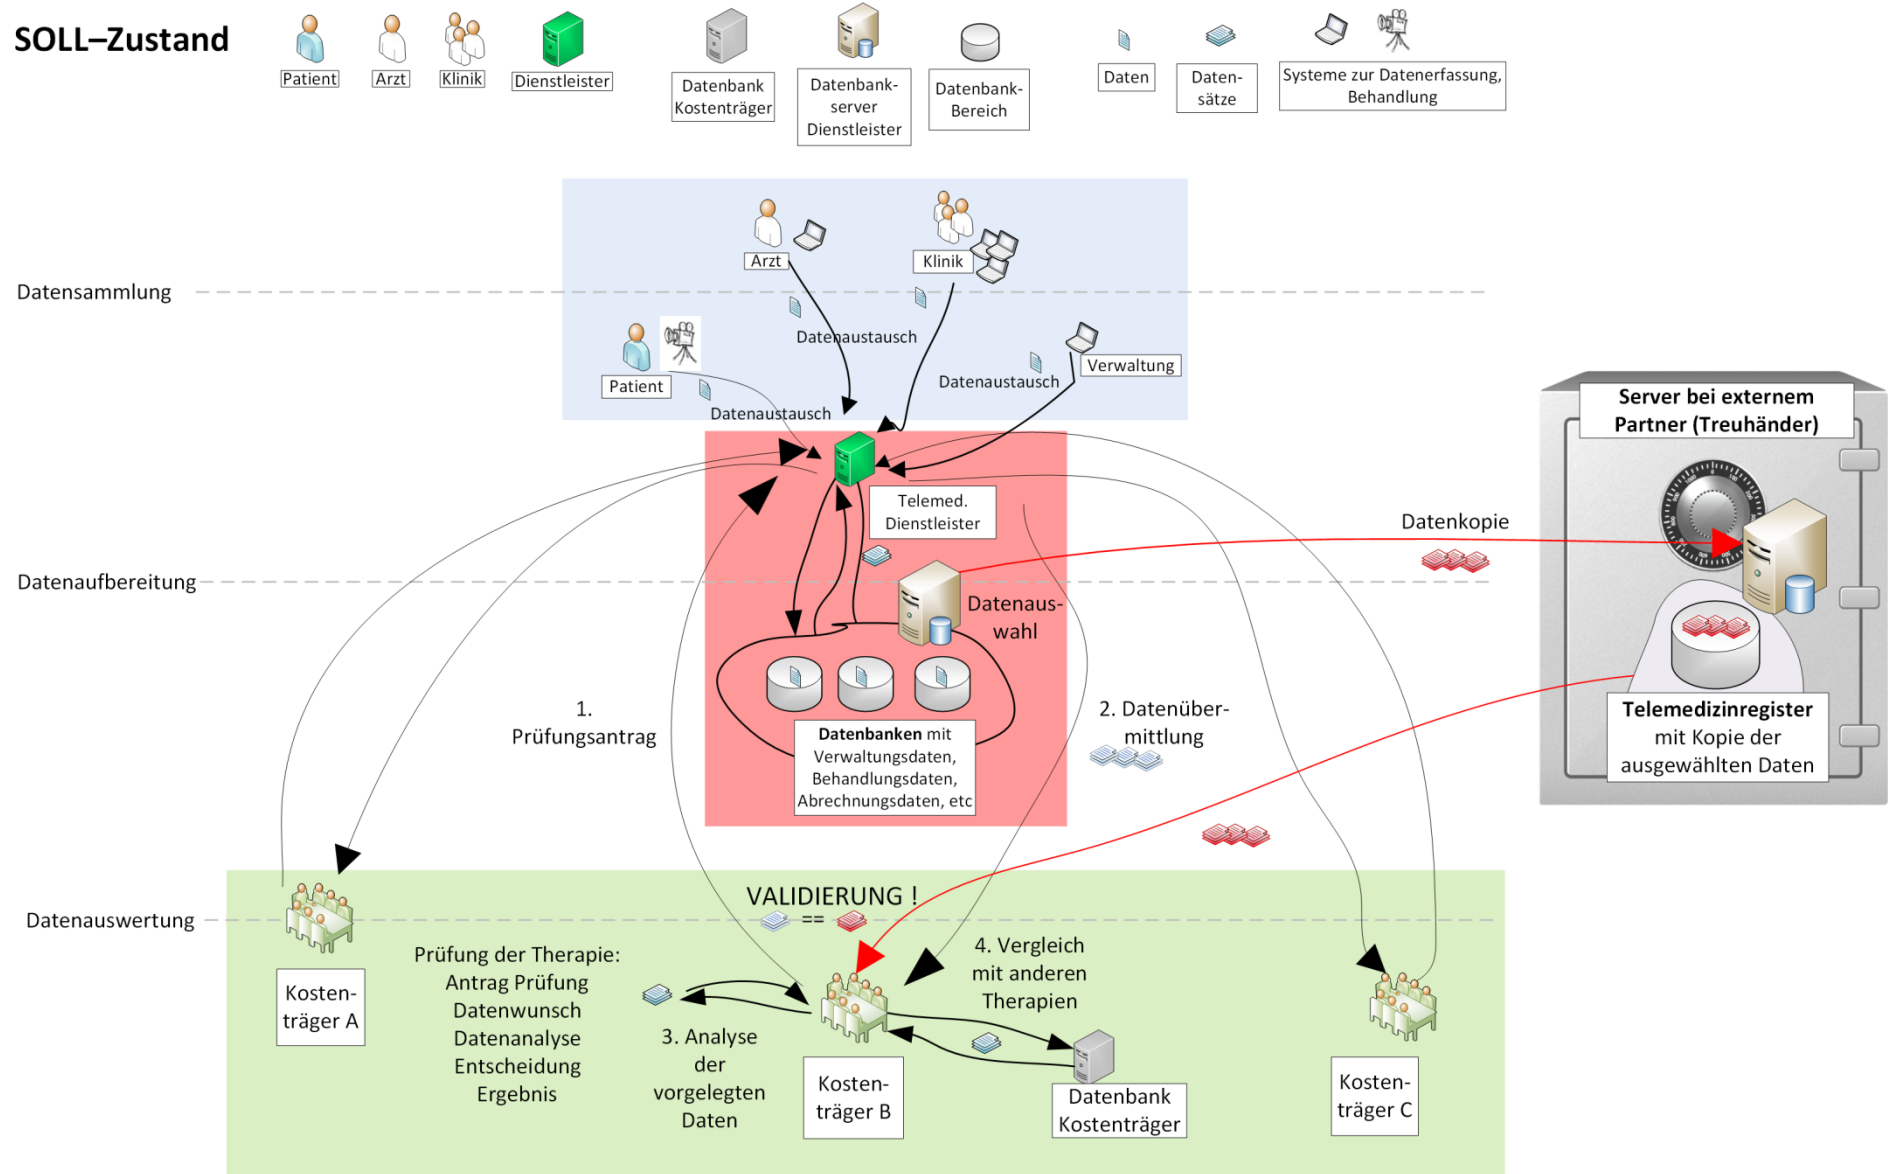 SOLL–Zustand
Patient
Arzt
Klinik
Dienstleister
Datenbank
Kostenträger
Datenbank-
server
Dienstleister
Datenbank-
Bereich
Daten
Daten-
sätze
Systeme zur Datenerfassung,
Behandlung
Datensammlung
Arzt
Klinik
Datenaustausch
Patient
Datenaustausch
Verwaltung
Datenaustausch
Server bei externem
Partner (Treuhänder)
Telemed.
Dienstleister
Datenkopie
Datenaufbereitung
Datenaus-
wahl
1.
Prüfungsantrag
2. Datenüber-
mittlung
Datenbanken mit
Verwaltungsdaten,
Behandlungsdaten,
Abrechnungsdaten, etc
Telemedizinregister
mit Kopie der
ausgewählten Daten
Datenauswertung
VALIDIERUNG !
==
Kosten-
träger A
Prüfung der Therapie:
Antrag Prüfung
Datenwunsch
Datenanalyse
Entscheidung
Ergebnis
3. Analyse
der
vorgelegten
Daten
Kosten-
träger B
4. Vergleich
mit anderen
Therapien
Datenbank
Kostenträger
Kosten-
träger C